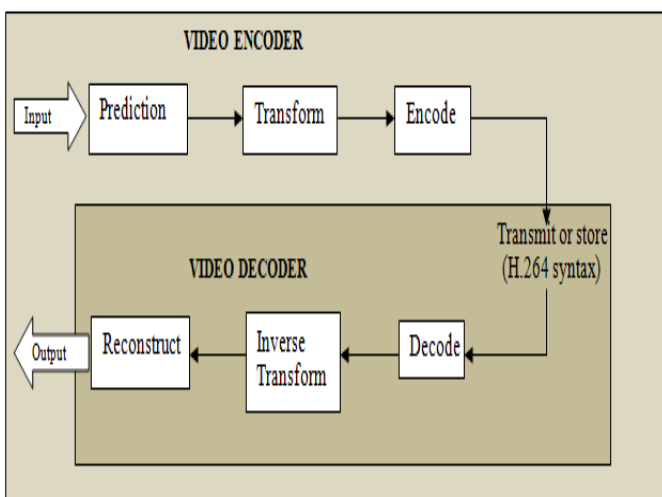 VIDEO ENCODER
Input
Prediction
Transform
Encode
Transmit or store
(H.264 syntax)
VIDEO DECODER
Output
Reconstruct
Inverse
Transform
Decode